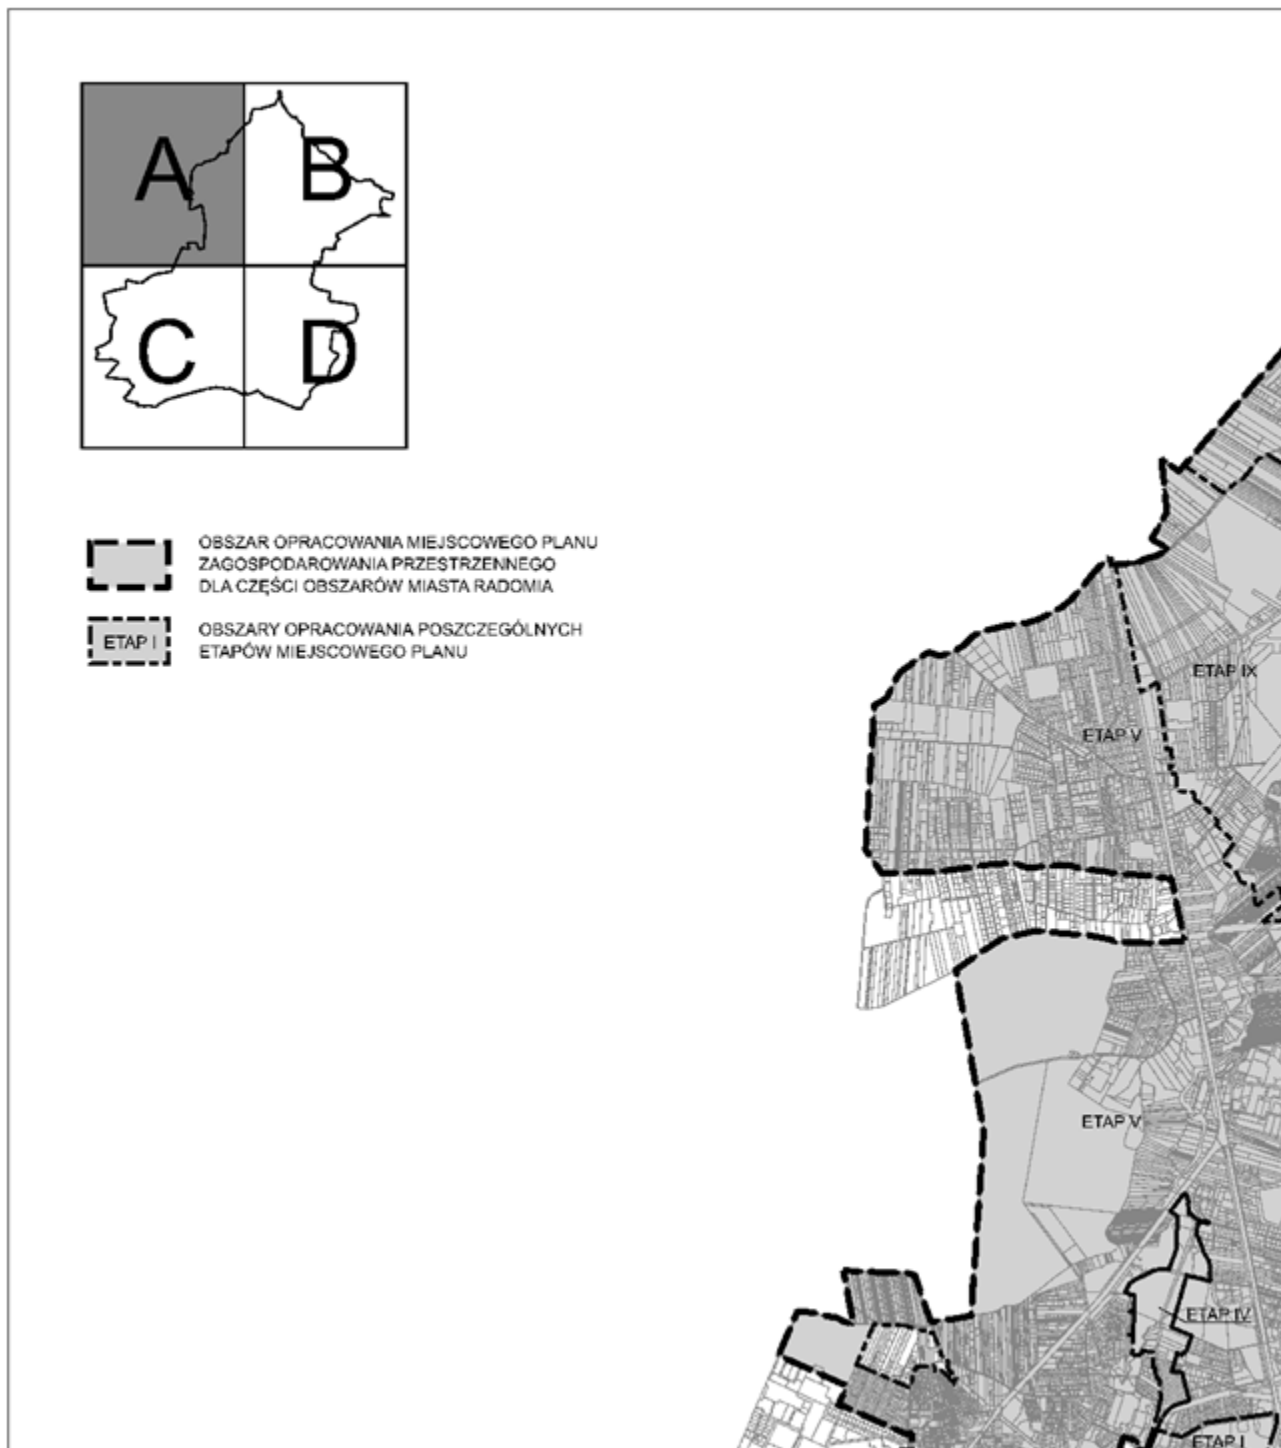 A
B
C
D
OBSZAR OPRACOWANIA MIEJSCOWEGO PLANU
ZAGOSPODAROWANIA PRZESTRZENNEGO
DLA CZĘŚCI OBSZARÓW MIASTA RADOMIA
ETAP I
OBSZARY OPRACOWANIA POSZCZEGÓLNYCH
ETAPÓW MIEJSCOWEGO PLANU
ETAP IX
ETAP V
ETAP V
ETAP IV
ETAP I